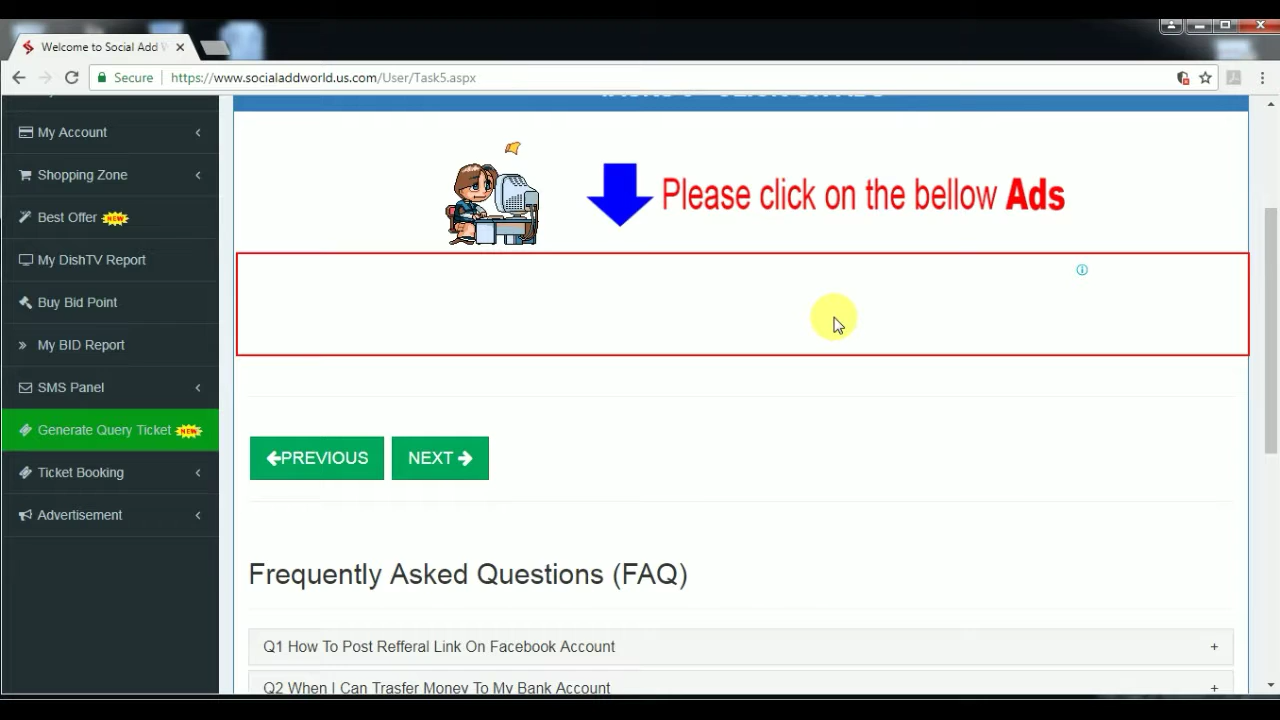 Welcome to Social Add W
Secure
https://www.socialaddworld.us.com/User/Task5.aspx
My Account
Shopping Zone
Best Offer NEW
My DishTV Report
Buy Bid Point
My BID Report
SMS Panel
Generate Query Ticket NEW
Ticket Booking
Advertisement
Please click on the bellow Ads
PREVIOUS
NEXT
Frequently Asked Questions (FAQ)
Q1 How To Post Refferal Link On Facebook Account +
Q2 When I Can Trasfer Money To My Bank Account +